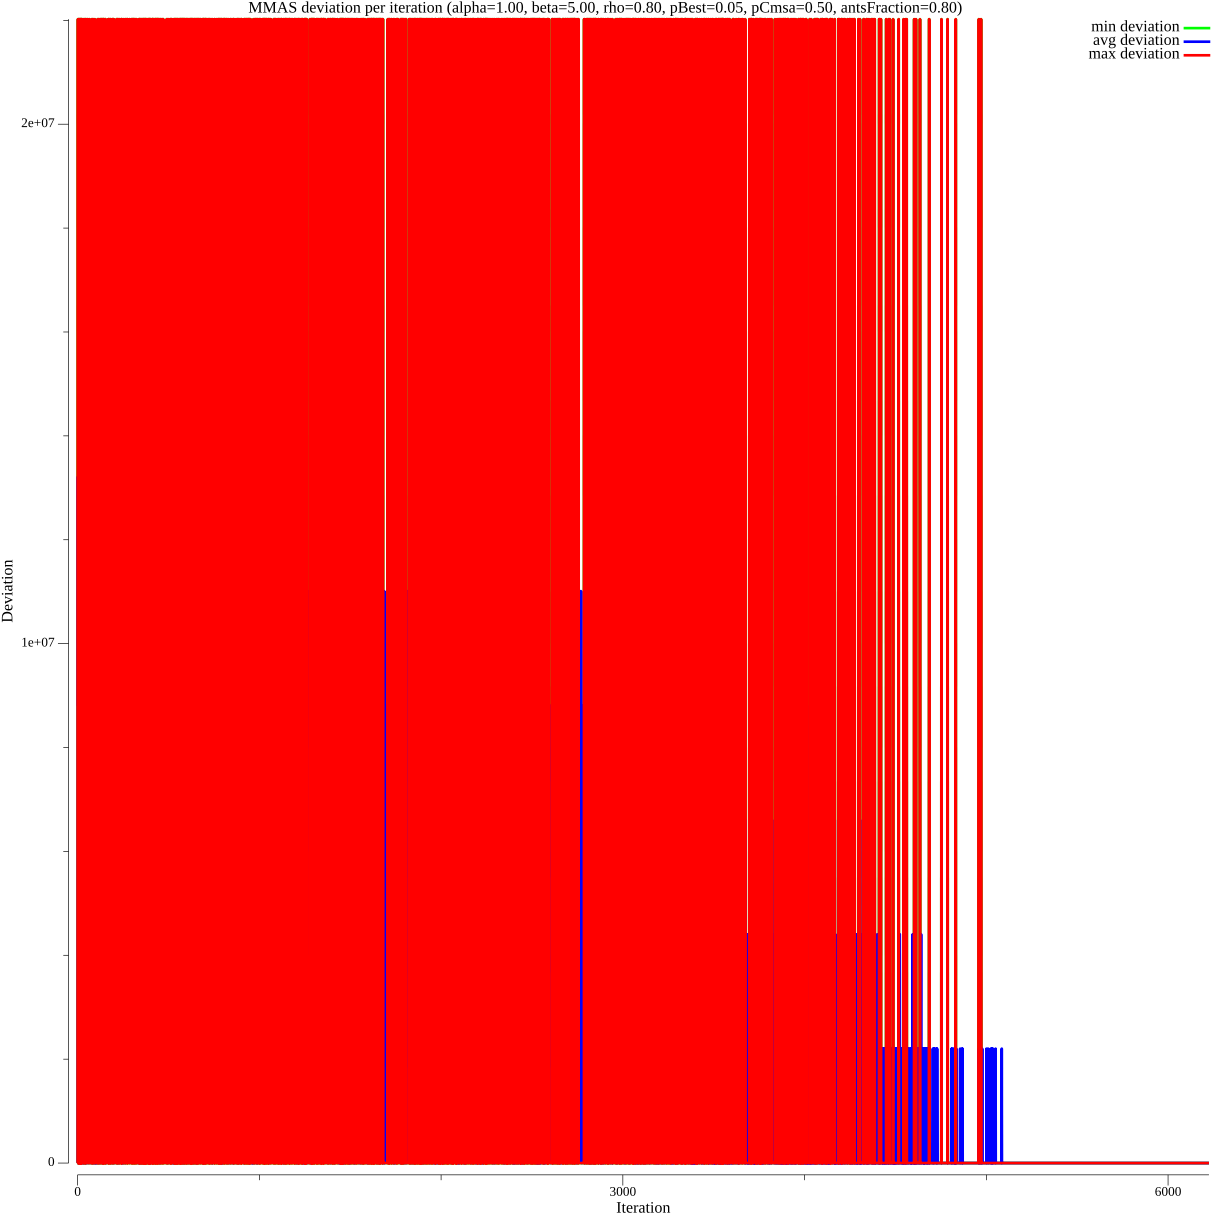 MMAS deviation per iteration (alpha=1.00, beta=5.00, rho=0.80, pBest=0.05, pCmsa=0.50, antsFraction=0.80)
min deviation
avg deviation
max deviation
2e+07
Deviation
1e+07
0
0
3000
6000
Iteration